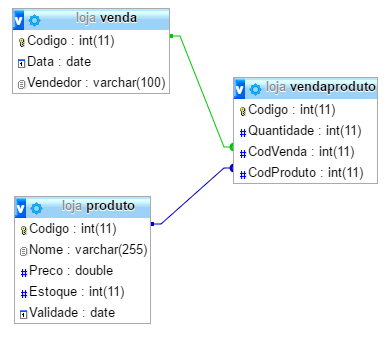 loja venda
Codigo : int(11)
Data : date
Vendedor : varchar(100)
loja vendaproduto
Codigo : int(11)
Quantidade : int(11)
CodVenda : int(11)
CodProduto : int(11)
loja produto
Codigo : int(11)
Nome : varchar(255)
Preco : double
Estoque : int(11)
Validade : date